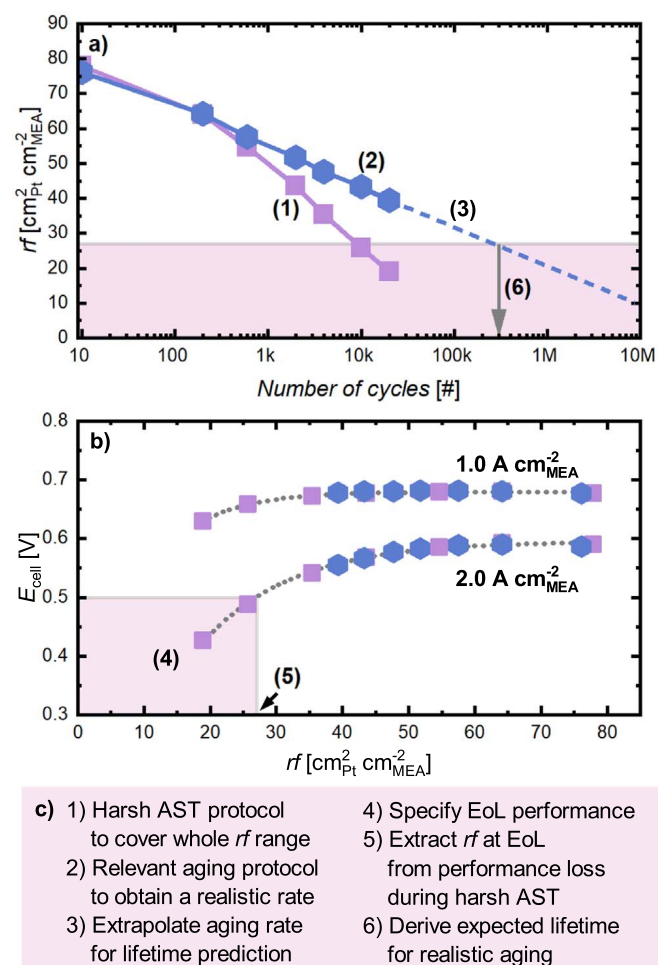 a)
rf [cm²Pt cm⁻²MEA]
90
80
70
60
50
40
30
20
10
0
(1)
(2)
(3)
(6)
10 100 1k 10k 100k 1M 10M
Number of cycles [#]
b)
Ecell [V]
0.8
0.7
0.6
0.5
0.4
0.3
1.0 A cm⁻²MEA
2.0 A cm⁻²MEA
(4)
(5)
0 10 20 30 40 50 60 70 80
rf [cm²Pt cm⁻²MEA]
c) 1) Harsh AST protocol
to cover whole rf range
2) Relevant aging protocol
to obtain a realistic rate
3) Extrapolate aging rate
for lifetime prediction
4) Specify EoL performance
5) Extract rf at EoL
from performance loss
during harsh AST
6) Derive expected lifetime
for realistic aging